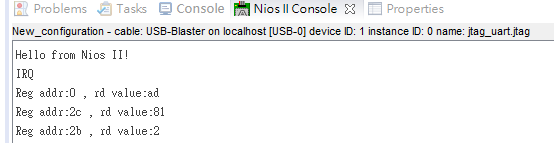 Problems Tasks Console Nios II Console Properties
New_configuration - cable: USB-Blaster on localhost [USB-0] device ID: 1 instance ID: 0 name: jtag_uart.jtag
Hello from Nios II!
IRQ
Reg addr:0 , rd value:ad
Reg addr:2c , rd value:81
Reg addr:2b , rd value:2